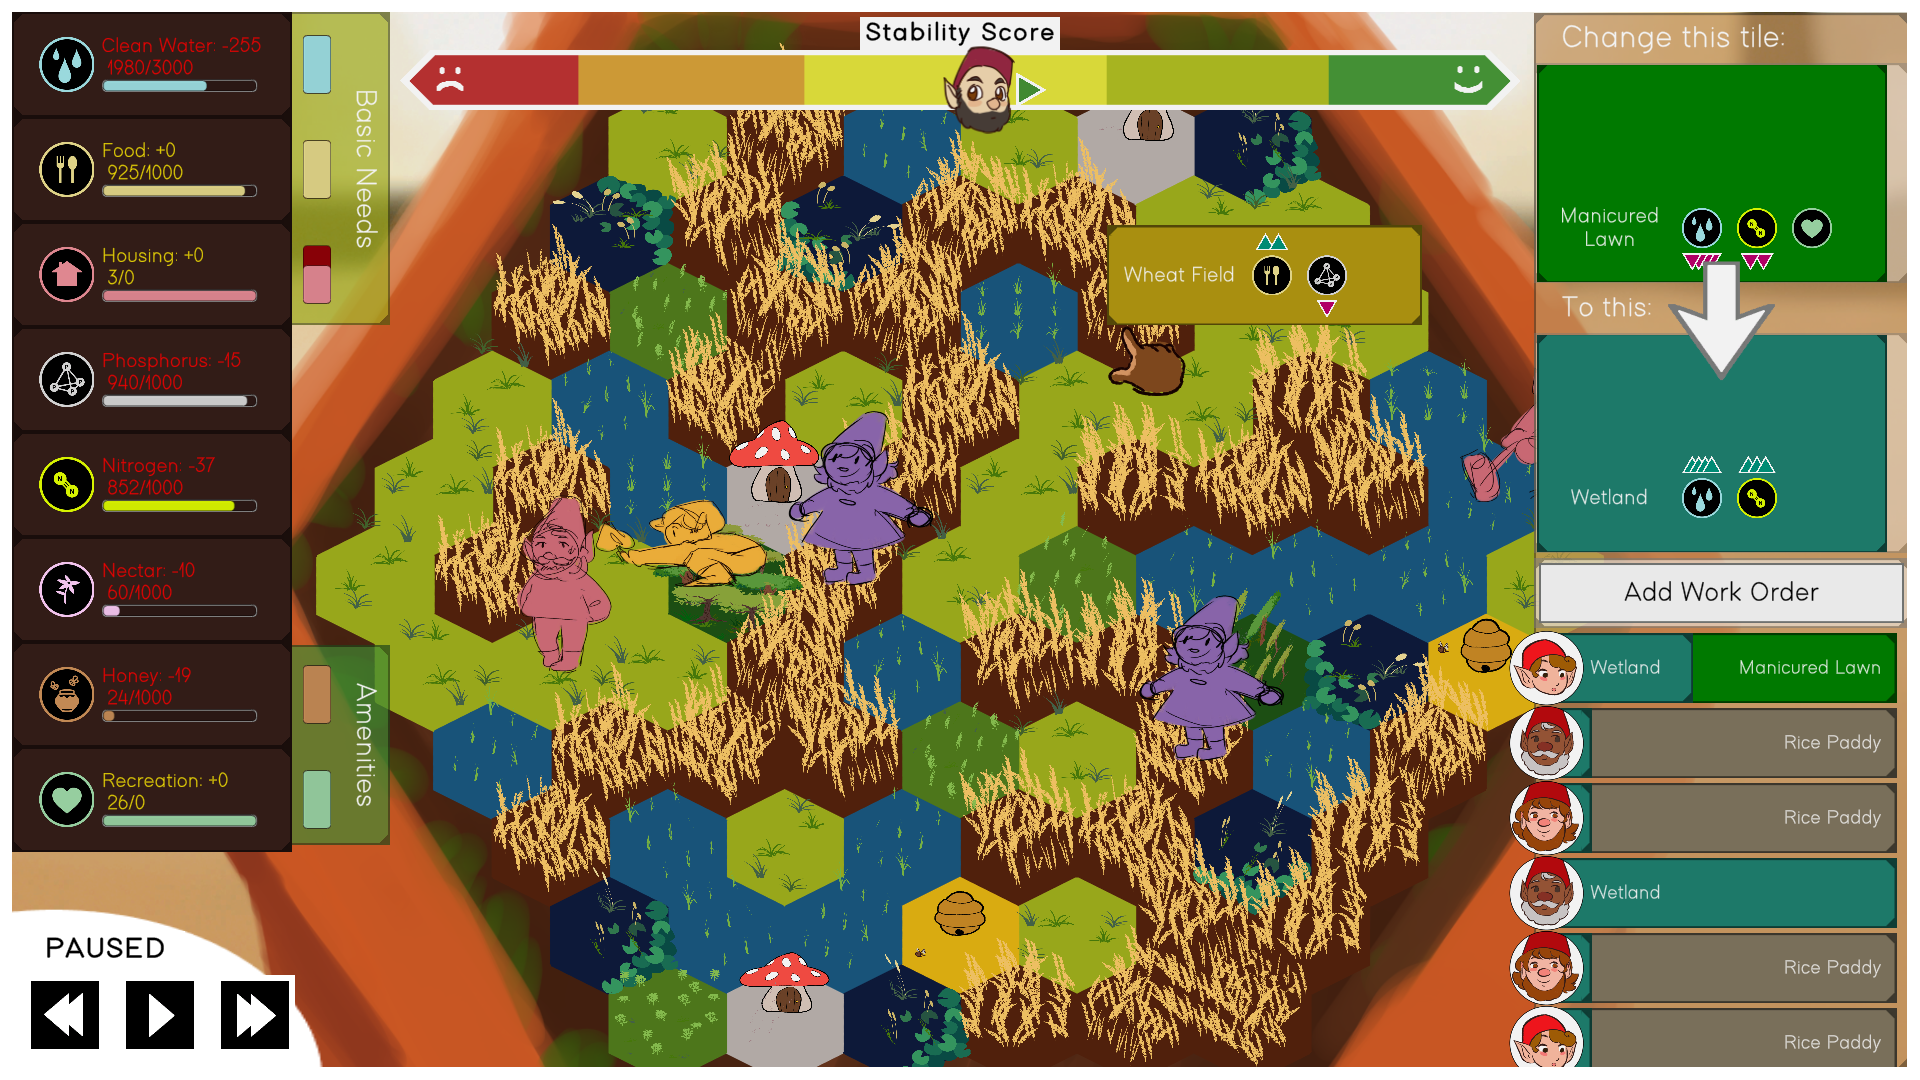 Clean Water: -255
1980/3000
Food: +0
925/1000
Housing: +0
3/0
Phosphorus: -15
940/1000
Nitrogen: -37
852/1000
Nectar: -10
60/1000
Honey: -19
24/1000
Recreation: +0
26/0
Basic Needs
Amenities
PAUSED
Stability Score
Wheat Field
Change this tile:
Manicured
Lawn
To this:
Wetland
Add Work Order
Wetland Manicured Lawn
Rice Paddy
Rice Paddy
Wetland
Rice Paddy
Rice Paddy